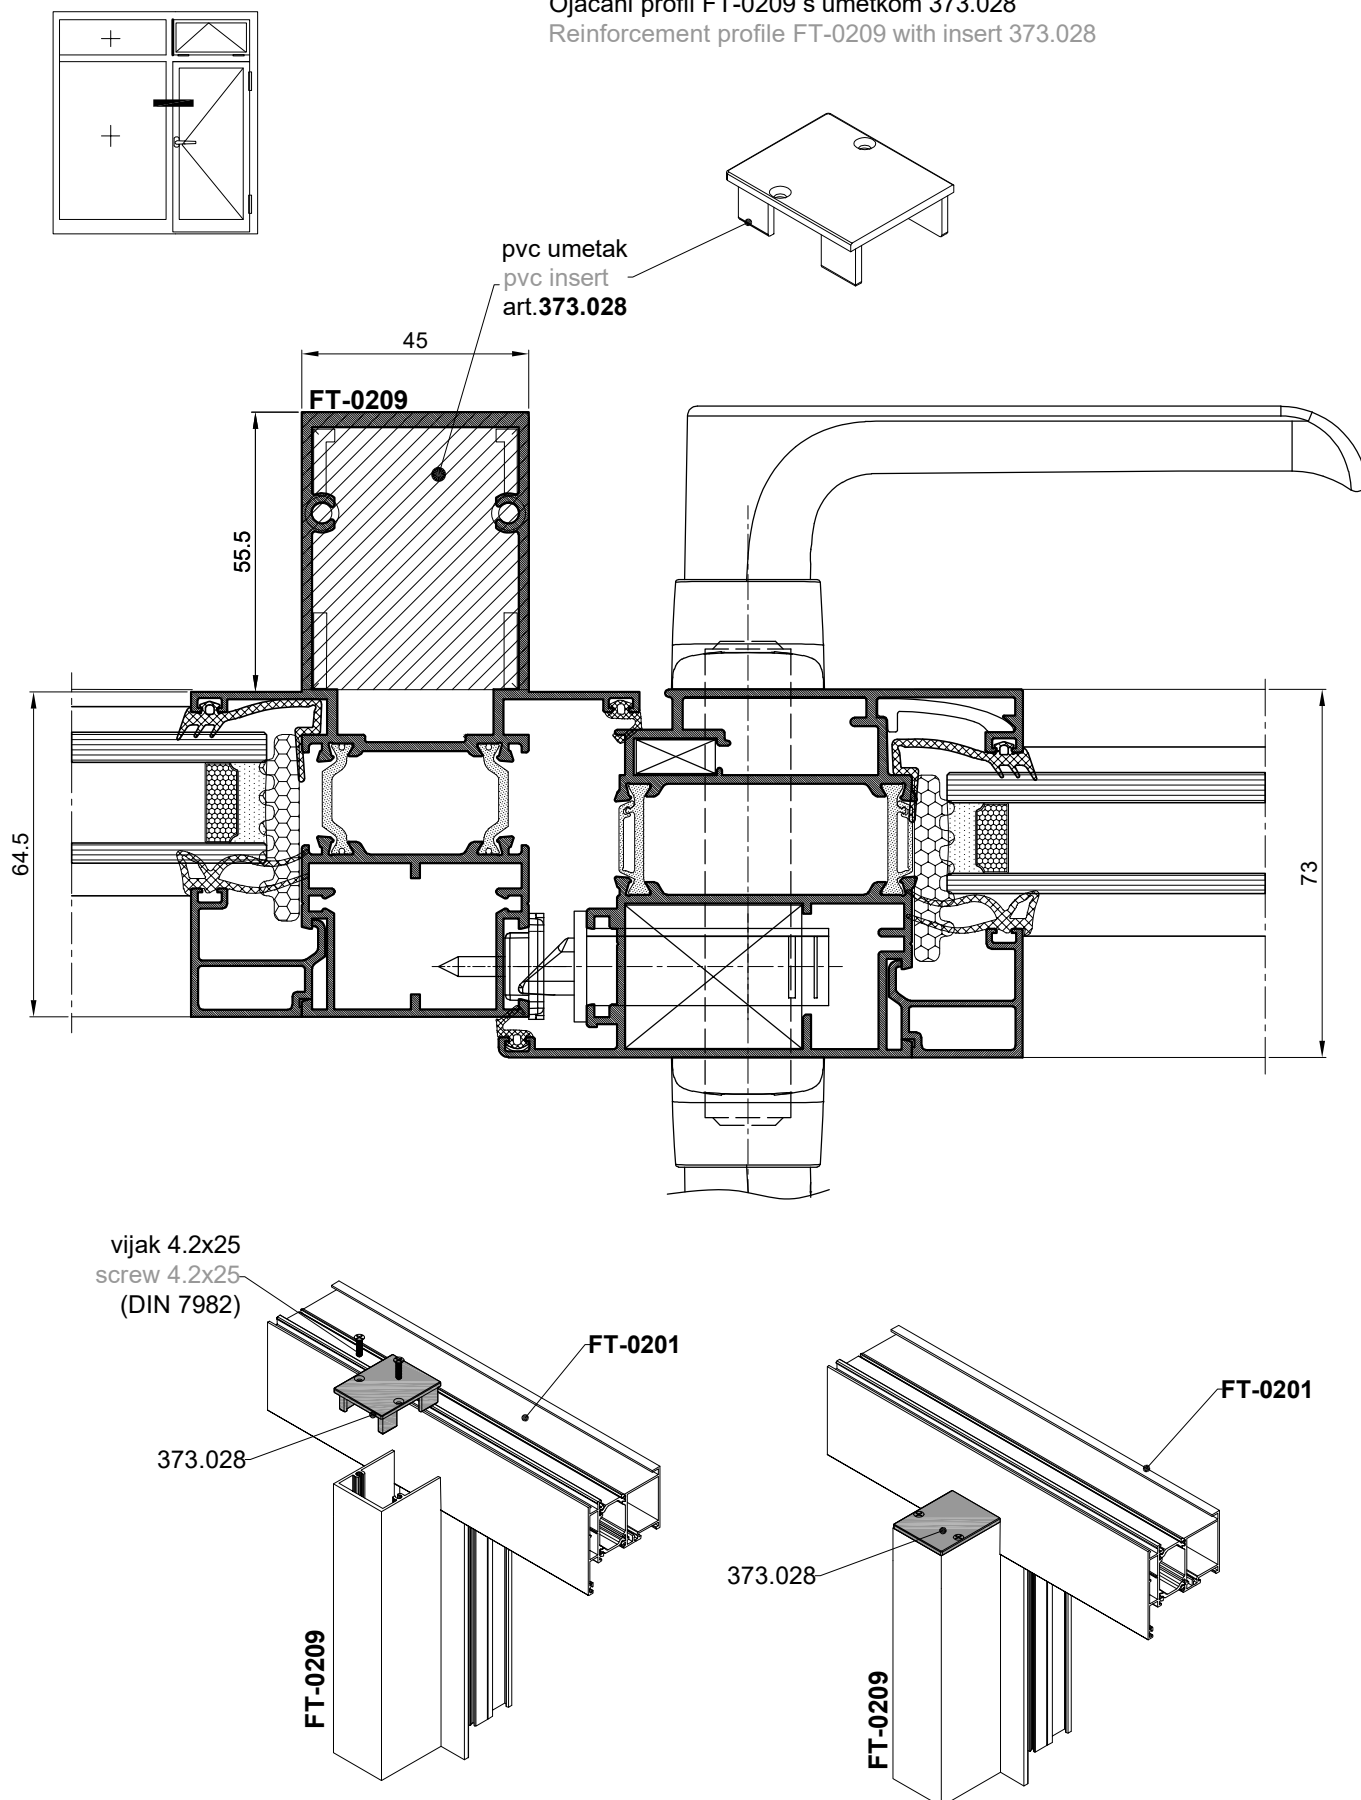 Ojačani profil FT-0209 s umetkom 373.028
Reinforcement profile FT-0209 with insert 373.028
pvc umetak
pvc insert
art.373.028
45
FT-0209
55.5
64.5
73
vijak 4.2x25
screw 4.2x25
(DIN 7982)
FT-0201
373.028
FT-0209
FT-0201
373.028
FT-0209